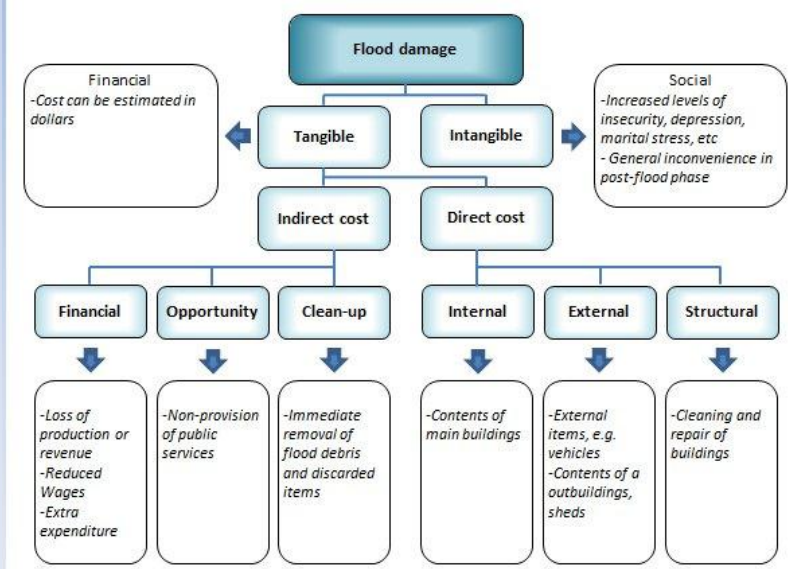 Flood damage
Financial
-Cost can be estimated in
dollars
Tangible
Intangible
Social
-Increased levels of
insecurity, depression,
marital stress, etc
- General inconvenience in
post-flood phase
Indirect cost
Direct cost
Financial
Opportunity
Clean-up
Internal
External
Structural
-Loss of
production or
revenue
-Reduced
Wages
-Extra
expenditure
-Non-provision
of public
services
-Immediate
removal of
flood debris
and discarded
items
-Contents of
main buildings
-External
items, e.g.
vehicles
-Contents of a
outbuildings,
sheds
-Cleaning and
repair of
buildings